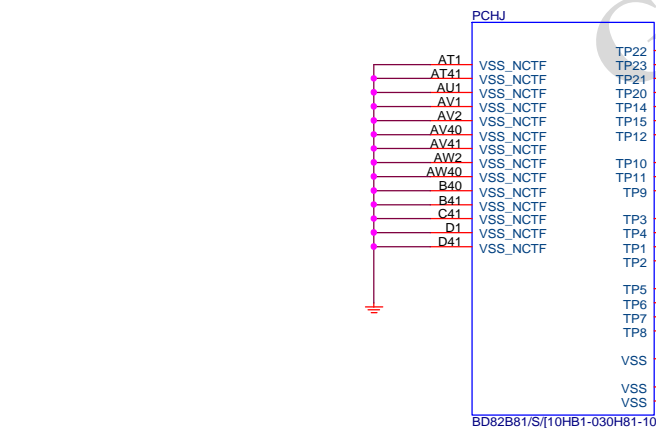 PCHJ
AT1 VSS_NCTF TP22
AT41 VSS_NCTF TP23
AU1 VSS_NCTF TP21
AV1 VSS_NCTF TP20
AV2 VSS_NCTF TP14
AV40 VSS_NCTF TP15
AV41 VSS_NCTF TP12
AW2 VSS_NCTF TP10
AW40 VSS_NCTF TP11
B40 VSS_NCTF TP9
B41 VSS_NCTF
C41 VSS_NCTF TP3
D1 VSS_NCTF TP4
D41 VSS_NCTF TP1
TP2
TP5
TP6
TP7
TP8
VSS
VSS
VSS
BD82B81/S/[10HB1-030H81-10